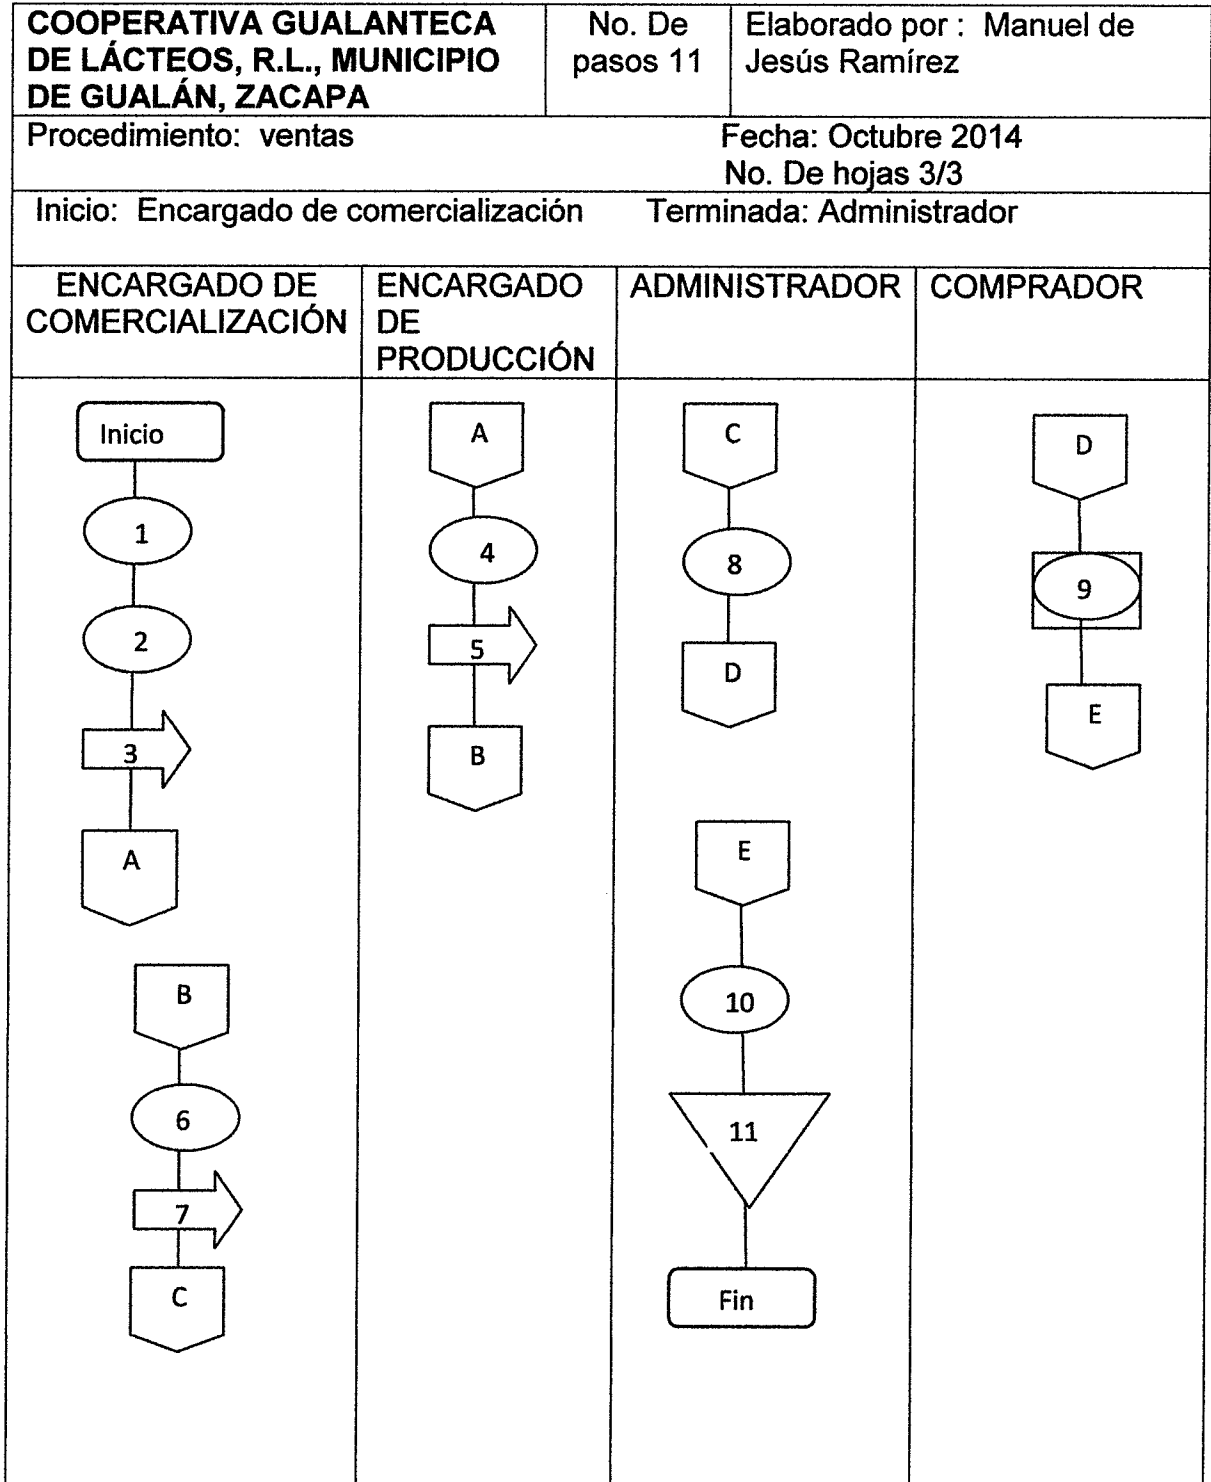 COOPERATIVA GUALANTECA
DE LÁCTEOS, R.L., MUNICIPIO
DE GUALÁN, ZACAPA
No. De
pasos 11
Elaborado por : Manuel de
Jesús Ramírez
Procedimiento: ventas
Fecha: Octubre 2014
No. De hojas 3/3
Inicio: Encargado de comercialización
Terminada: Administrador
ENCARGADO DE
COMERCIALIZACIÓN
ENCARGADO
DE
PRODUCCIÓN
ADMINISTRADOR
COMPRADOR
Inicio
1
2
3
A
B
6
7
C
A
4
5
B
C
8
D
E
10
11
Fin
D
9
E